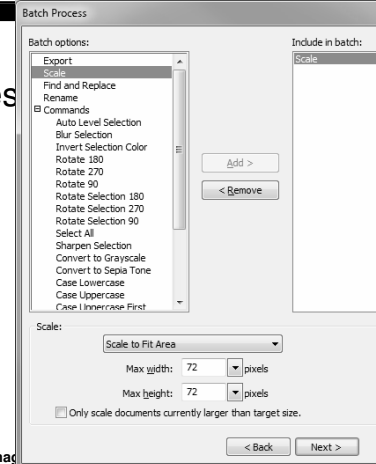 Batch Process
Batch options:
Include in batch:
Export
Scale
Find and Replace
Rename
Commands
Auto Level Selection
Blur Selection
Invert Selection Color
Rotate 180
Rotate 270
Rotate 90
Rotate Selection 180
Rotate Selection 270
Rotate Selection 90
Select All
Sharpen Selection
Convert to Grayscale
Convert to Sepia Tone
Case Lowercase
Case Uppercase
Case Uppercase First
Scale
Add >
< Remove
Scale:
Scale to Fit Area
Max width: 72 pixels
Max height: 72 pixels
Only scale documents currently larger than target size.
< Back
Next >